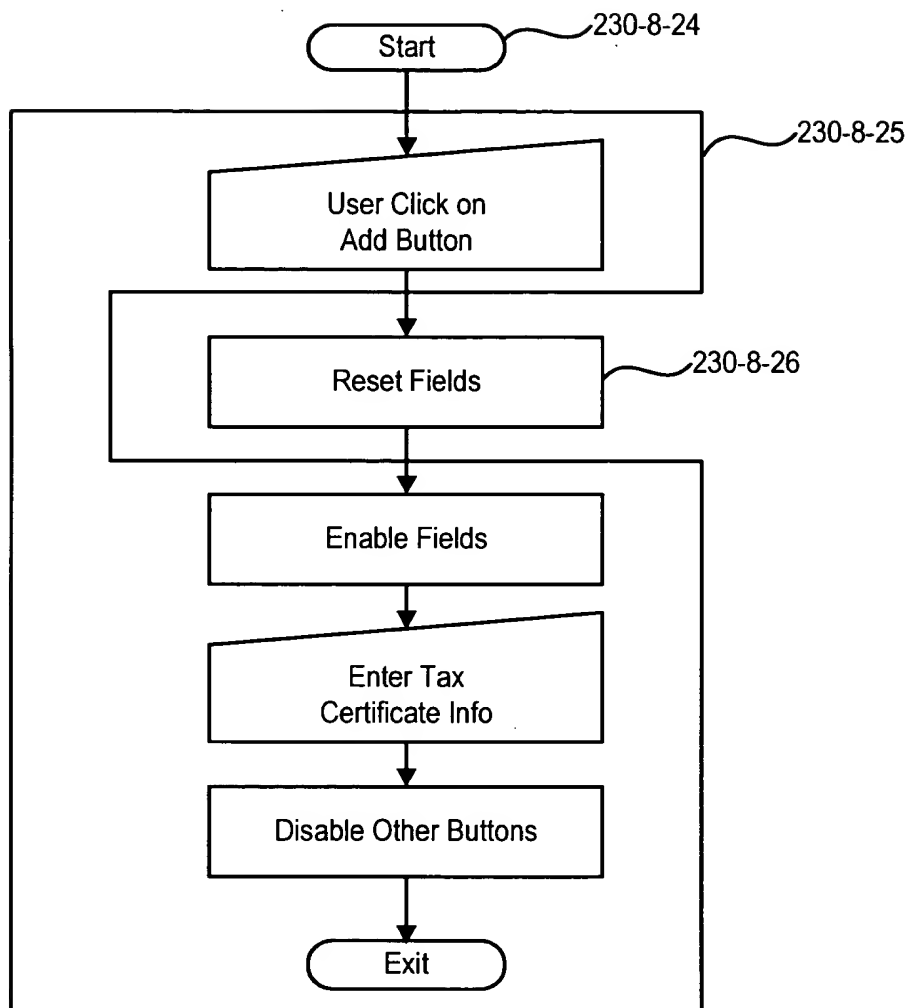 Start
230-8-24
230-8-25
User Click on
Add Button
Reset Fields
230-8-26
Enable Fields
Enter Tax
Certificate Info
Disable Other Buttons
Exit